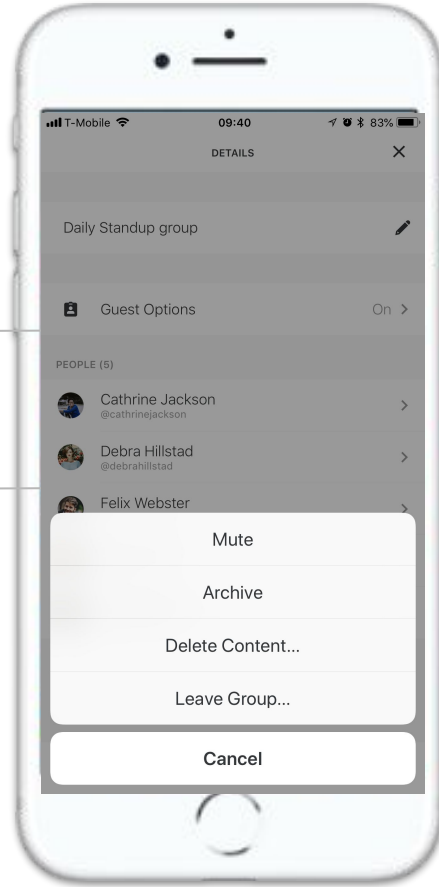 T-Mobile 09:40 83%
DETAILS
Daily Standup group
Guest Options On
PEOPLE (5)
Cathrine Jackson
@cathrinejackson
Debra Hillstad
@debrahillstad
Felix Webster
Mute
Archive
Delete Content...
Leave Group...
Cancel